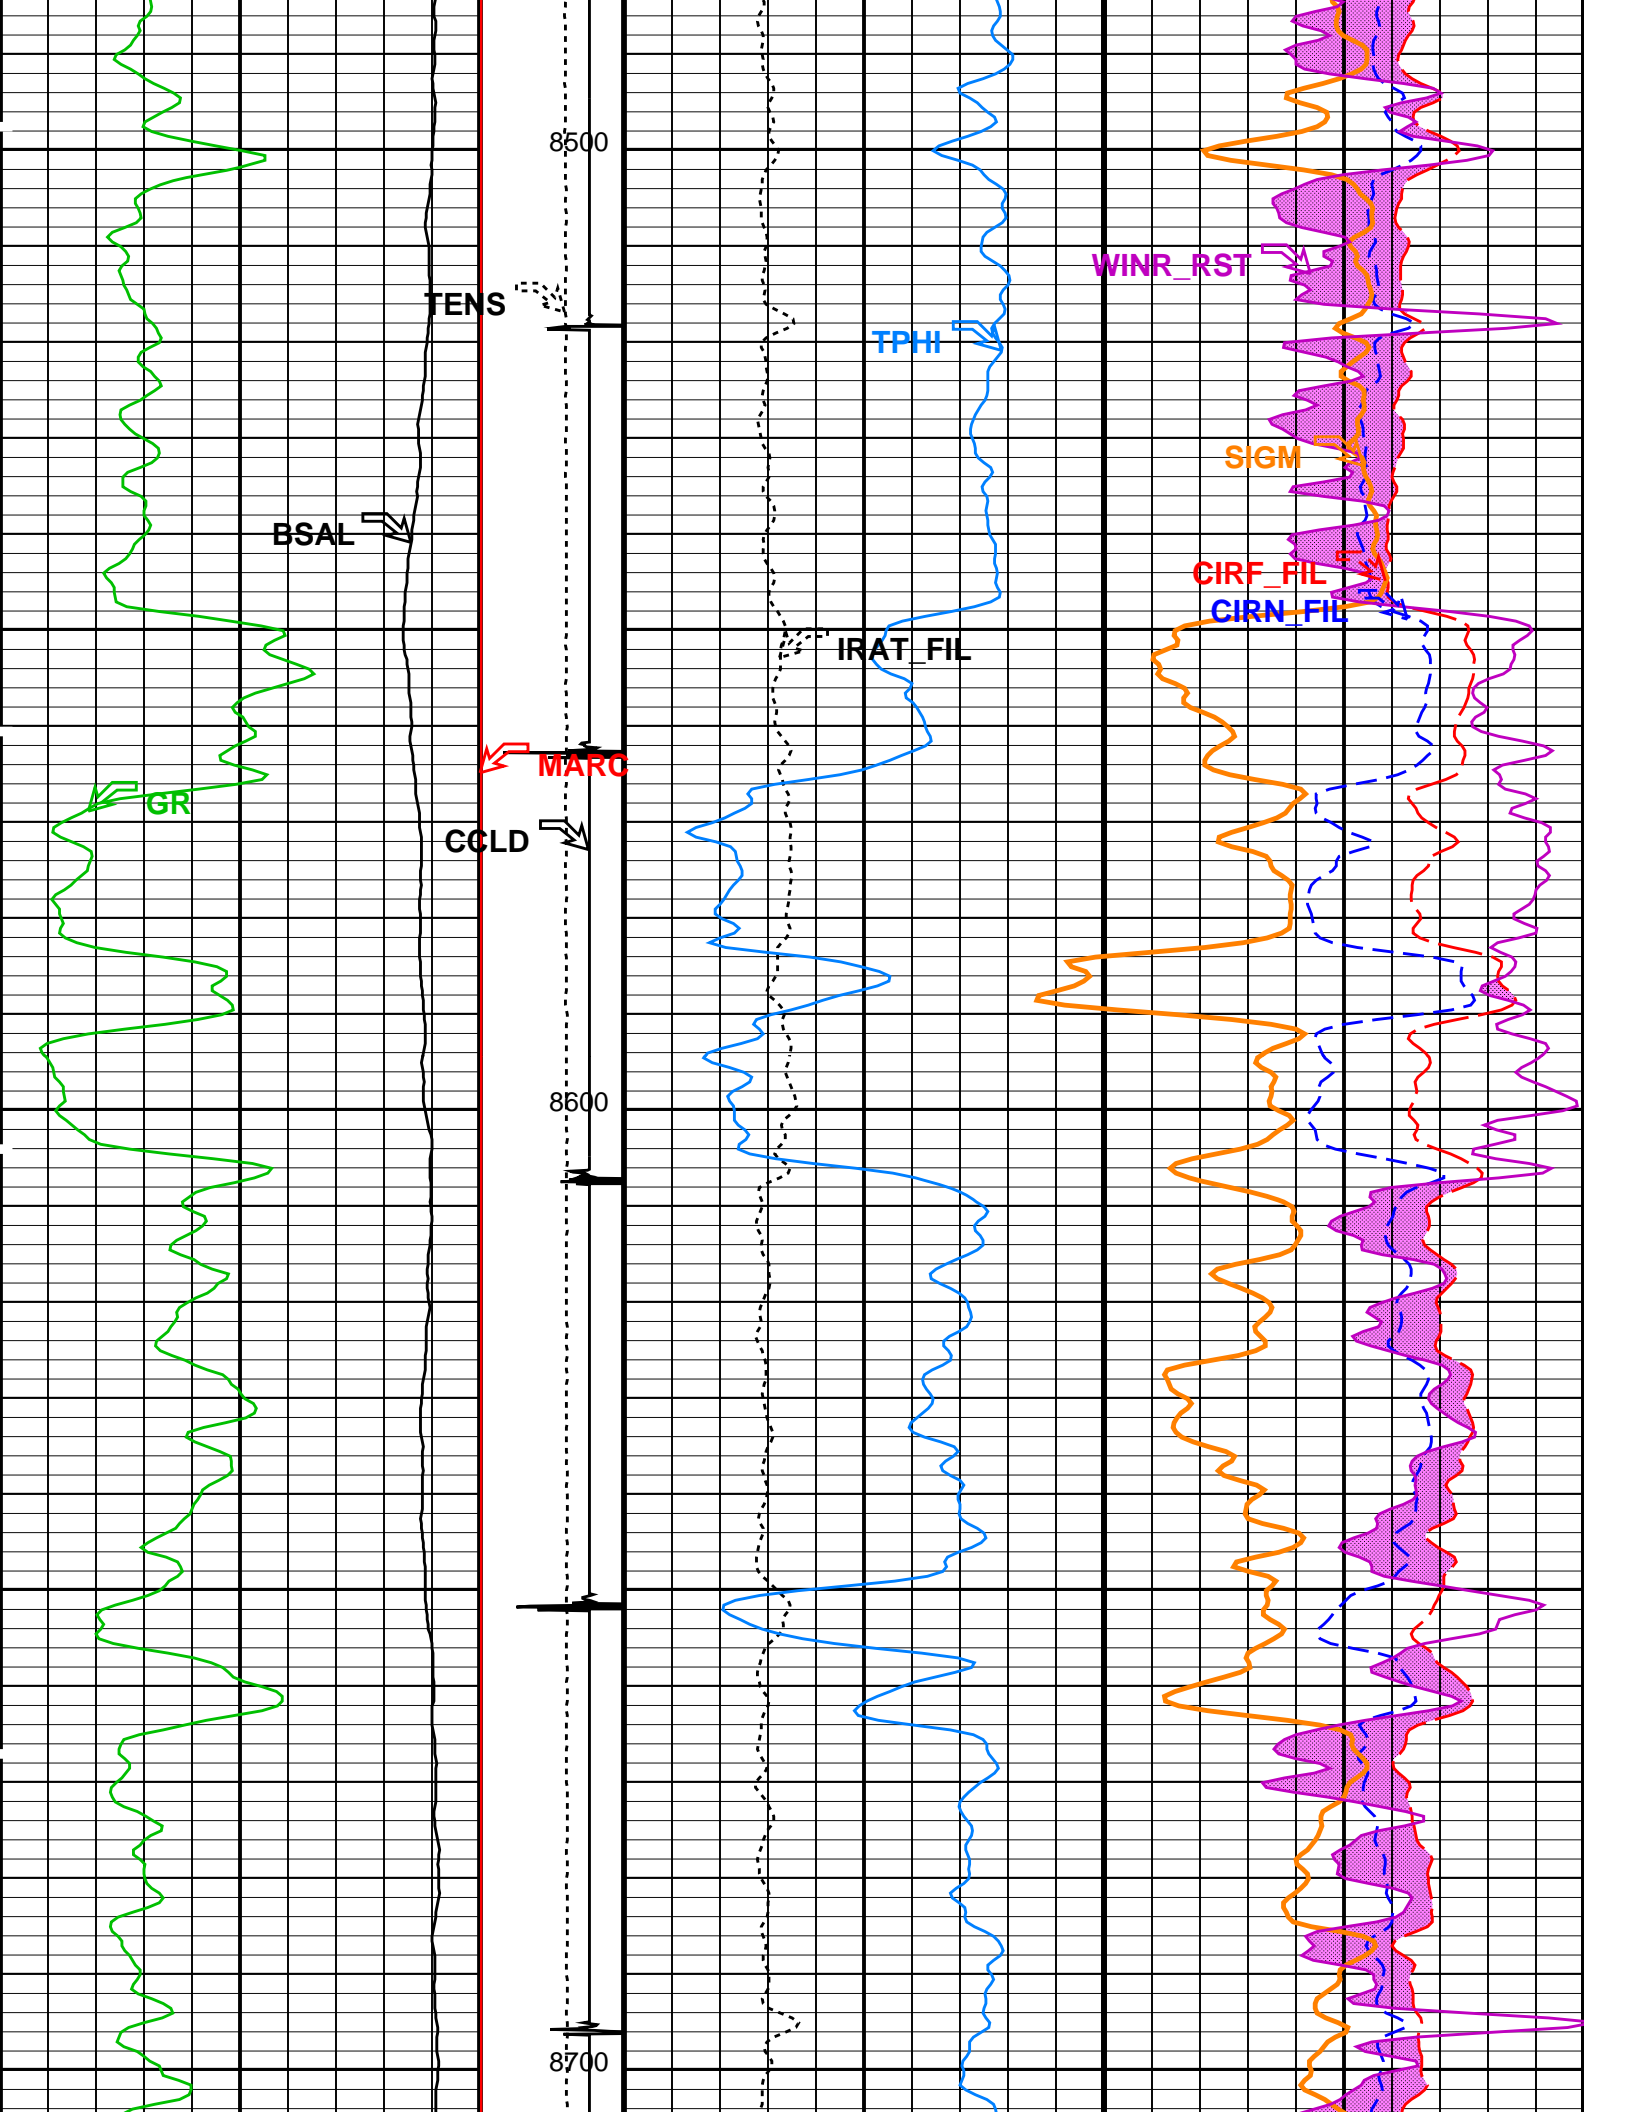 8500
WINR_RST
TENS
TPHI
SIGM
BSAL
CIRF_FIL
CIRN_FIL
IRAT_FIL
MARC
GR
CCLD
8600
8700